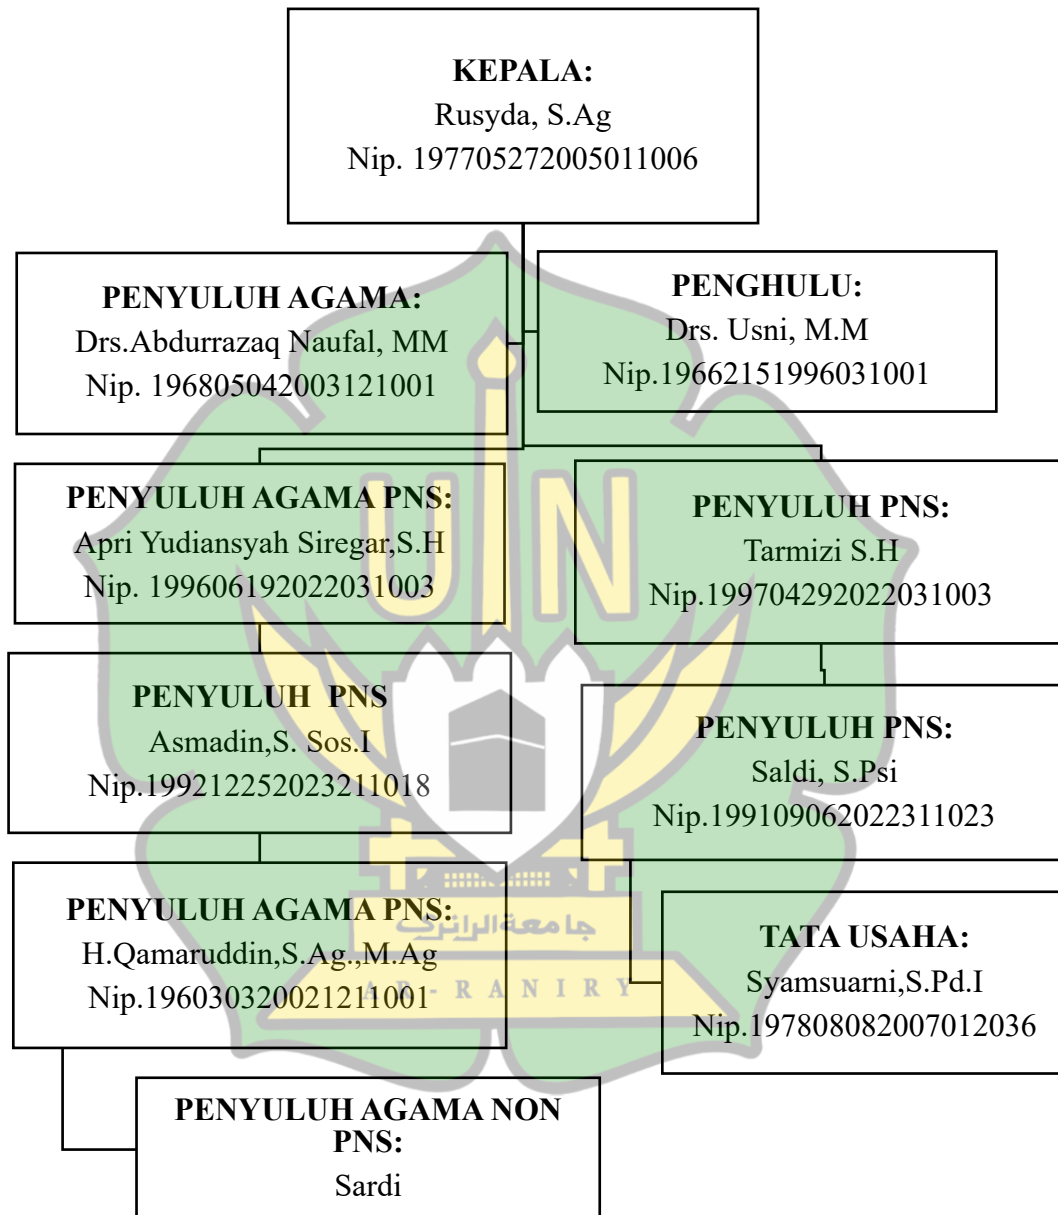 KEPALA:
Rusyda, S.Ag
Nip. 197705272005011006
PENYULUH AGAMA:
Drs.Abdurrazaq Naufal, MM
Nip. 196805042003121001
PENGHULU:
Drs. Usni, M.M
Nip.19662151996031001
PENYULUH AGAMA PNS:
Apri Yudiansyah Siregar,S.H
Nip. 199606192022031003
PENYULUH PNS:
Tarmizi S.H
Nip.199704292022031003
PENYULUH PNS
Asmadin,S. Sos.I
Nip.199212252023211018
PENYULUH PNS:
Saldi, S.Psi
Nip.199109062022311023
PENYULUH AGAMA PNS:
H.Qamaruddin,S.Ag.,M.Ag
Nip.196030320021211001
TATA USAHA:
Syamsuarni,S.Pd.I
Nip.197808082007012036
PENYULUH AGAMA NON
PNS:
Sardi
UIN
جامعة الرانري
AR-RANIRY